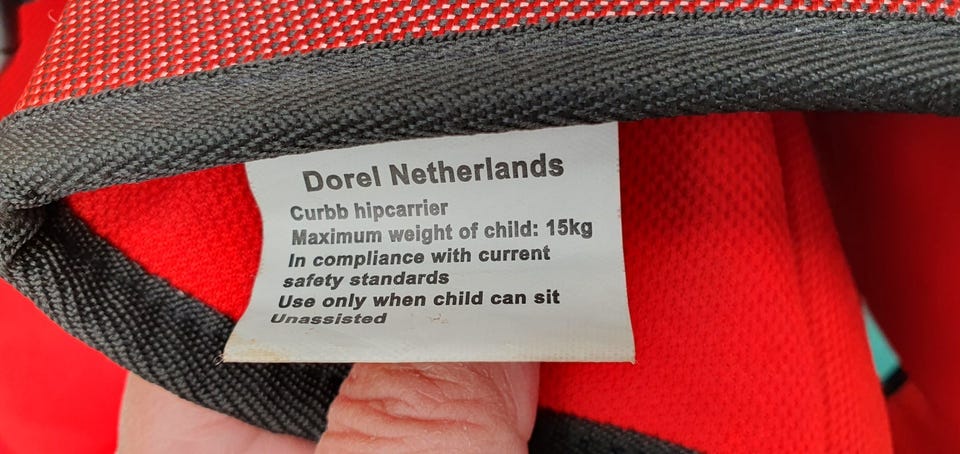 Dorel Netherlands
Curbb hipcarrier
Maximum weight of child: 15kg
In compliance with current
safety standards
Use only when child can sit
Unassisted